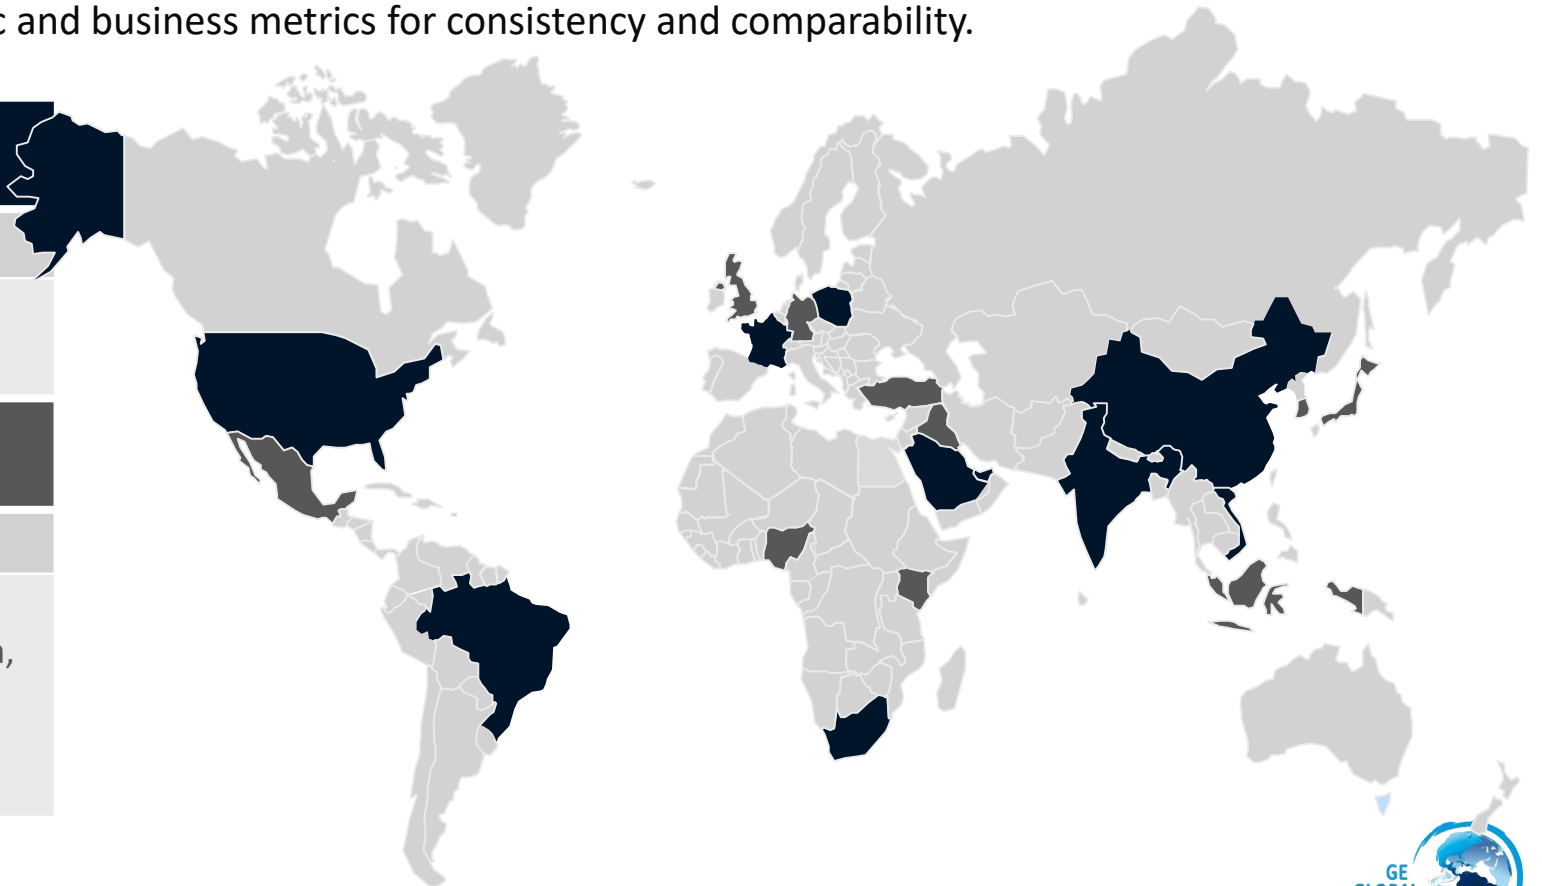 and business metrics for consistency and comparability.
GE